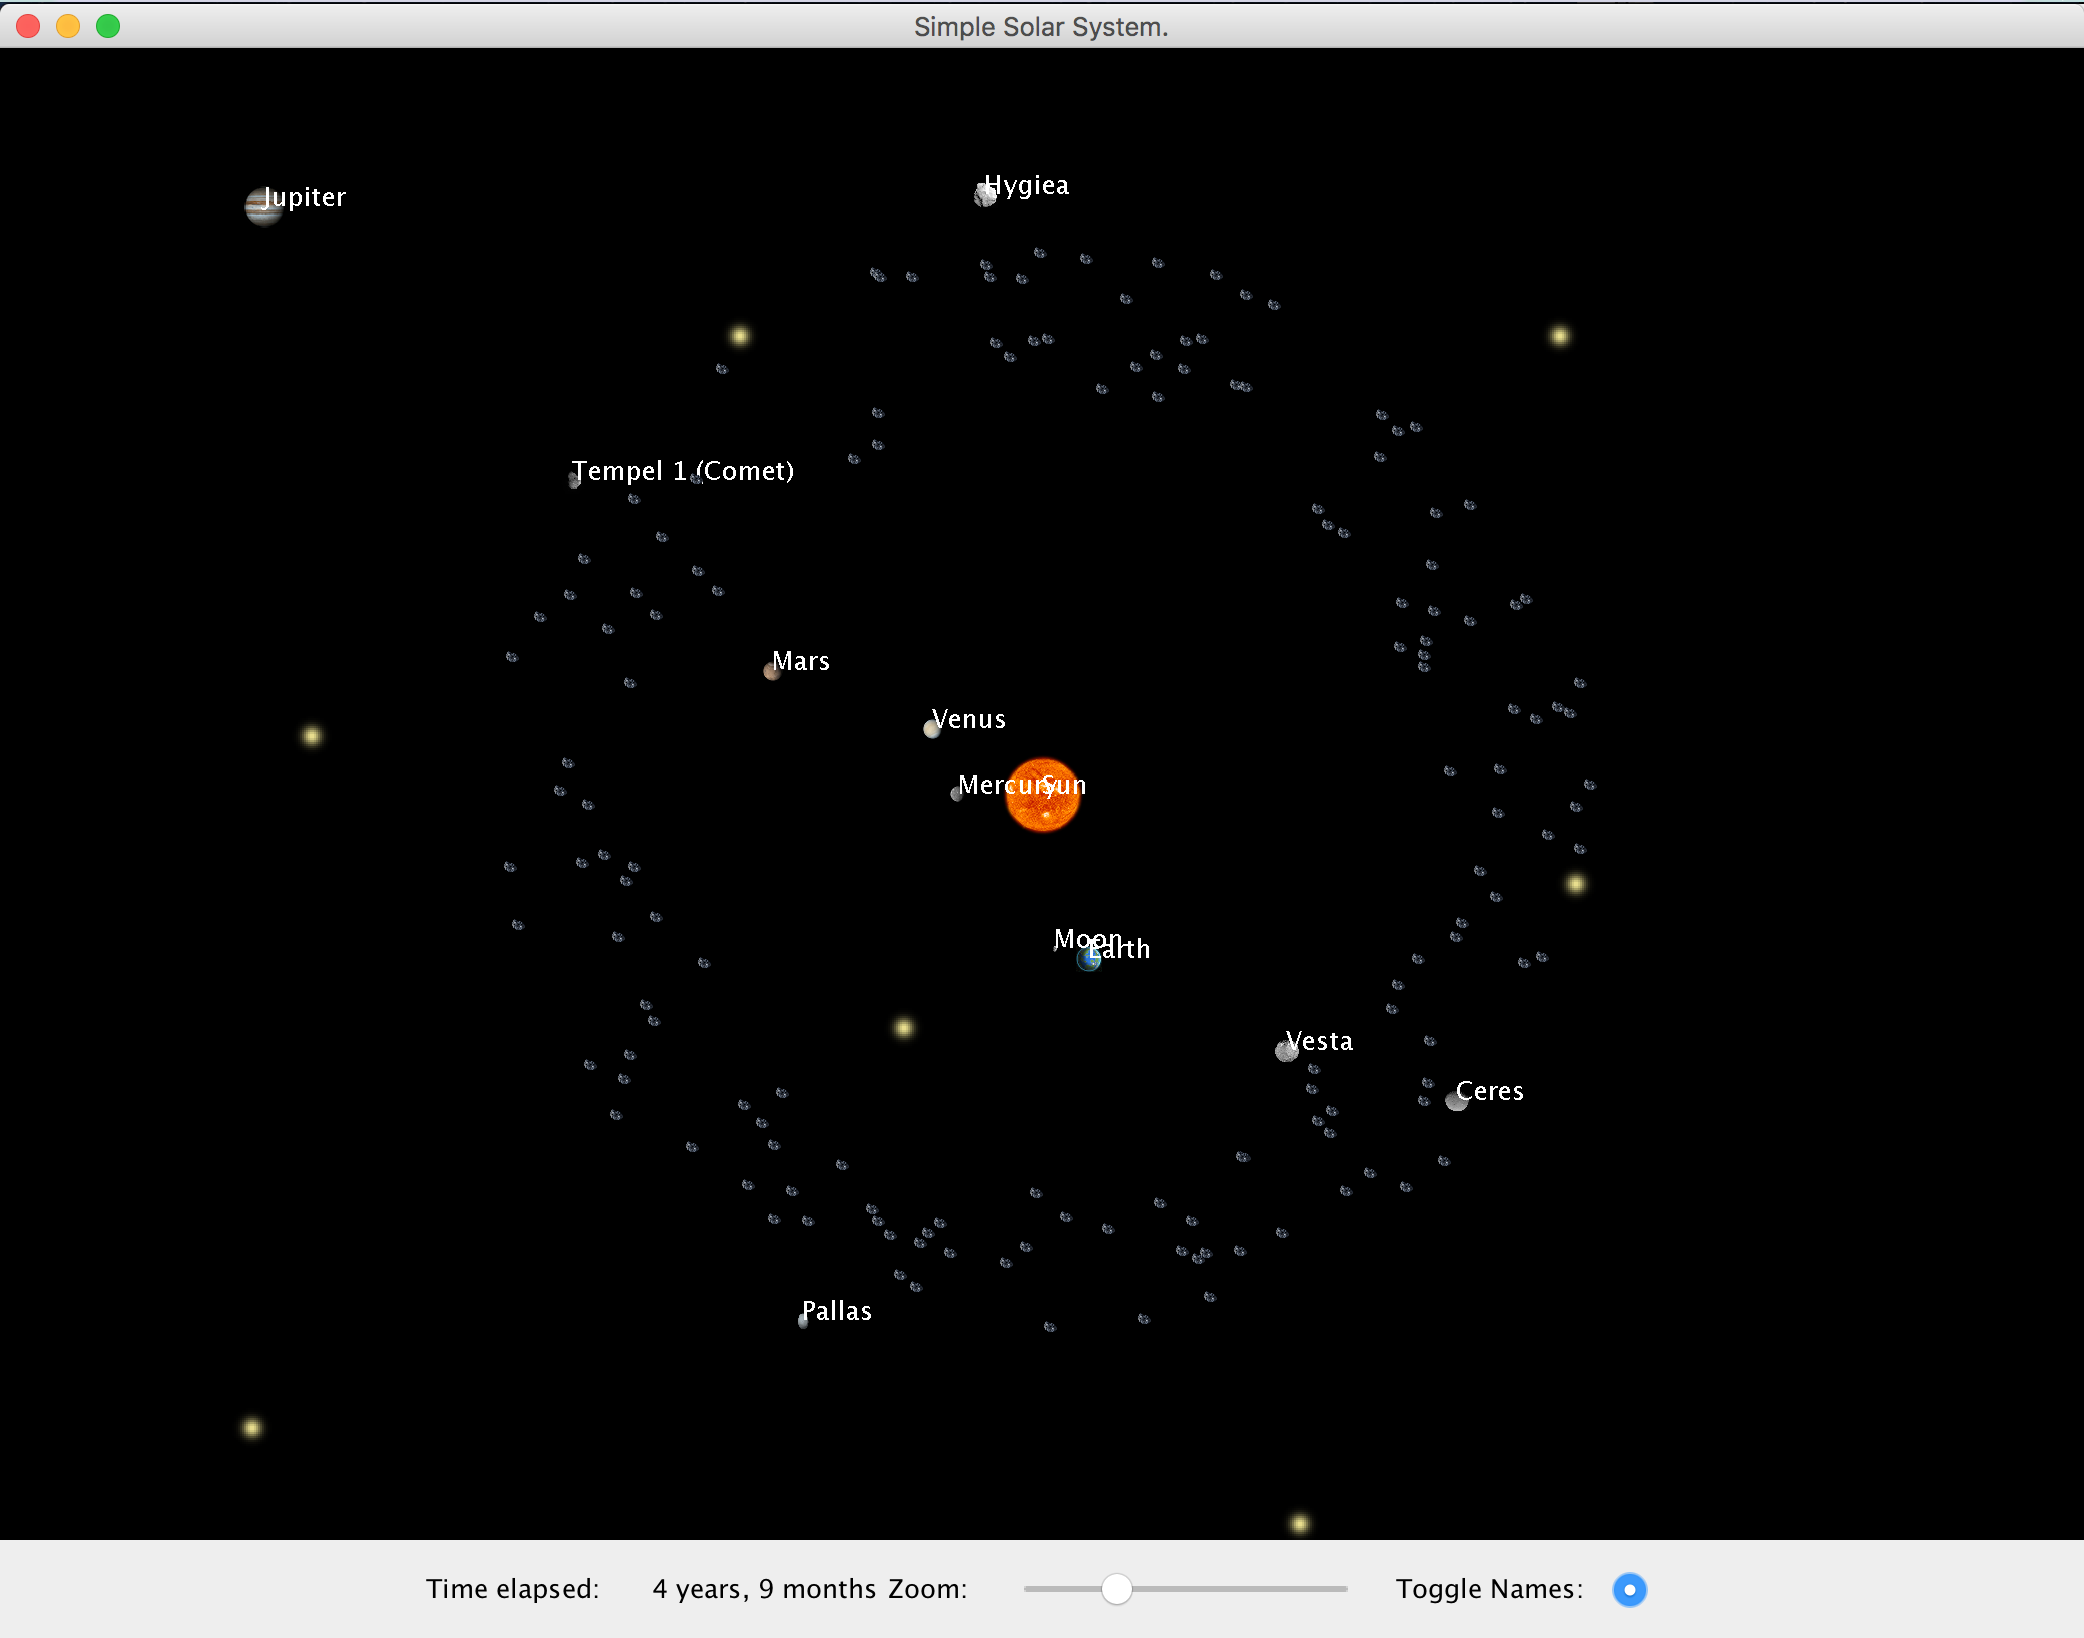 Simple Solar System.
Hygiea
Jupiter
Tempel 1 (Comet)
Mars
Venus
Mercury
Sun
Moon
Earth
Vesta
Ceres
Pallas
Time elapsed: 4 years, 9 months Zoom: Toggle Names: